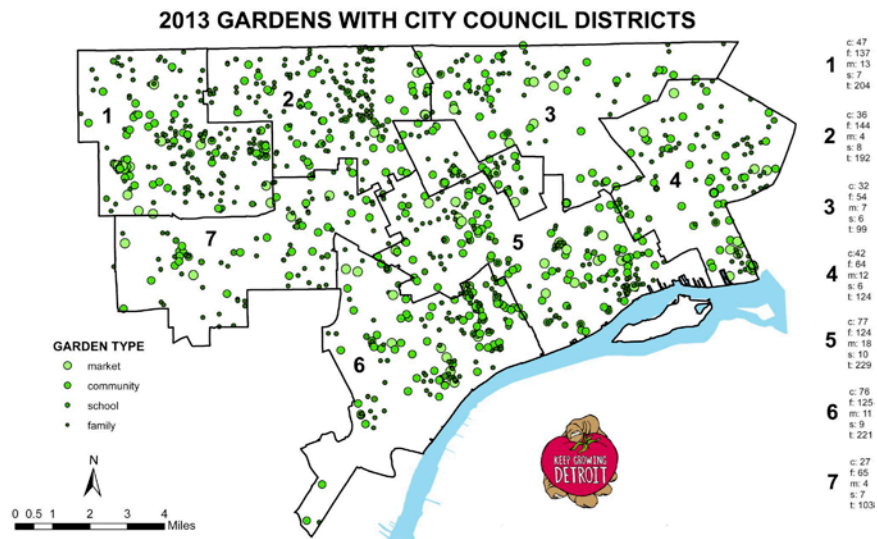 2013 GARDENS WITH CITY COUNCIL DISTRICTS
1
c: 47
f: 137
m: 13
s: 7
t: 204
2
c: 36
f: 144
m: 4
s: 8
t: 192
3
c: 32
f: 54
m: 7
s: 6
t: 99
4
c:42
f: 64
m:12
s: 6
t: 124
5
c: 77
f: 124
m: 18
s: 10
t: 229
6
c: 76
f: 125
m: 11
s: 9
t: 221
7
c: 27
f: 65
m: 4
s: 7
t: 103
1
2
3
4
5
6
7
GARDEN TYPE
market
community
school
family
N
0 0.5 1 2 3 4
Miles
KEEP GROWING
DETROIT